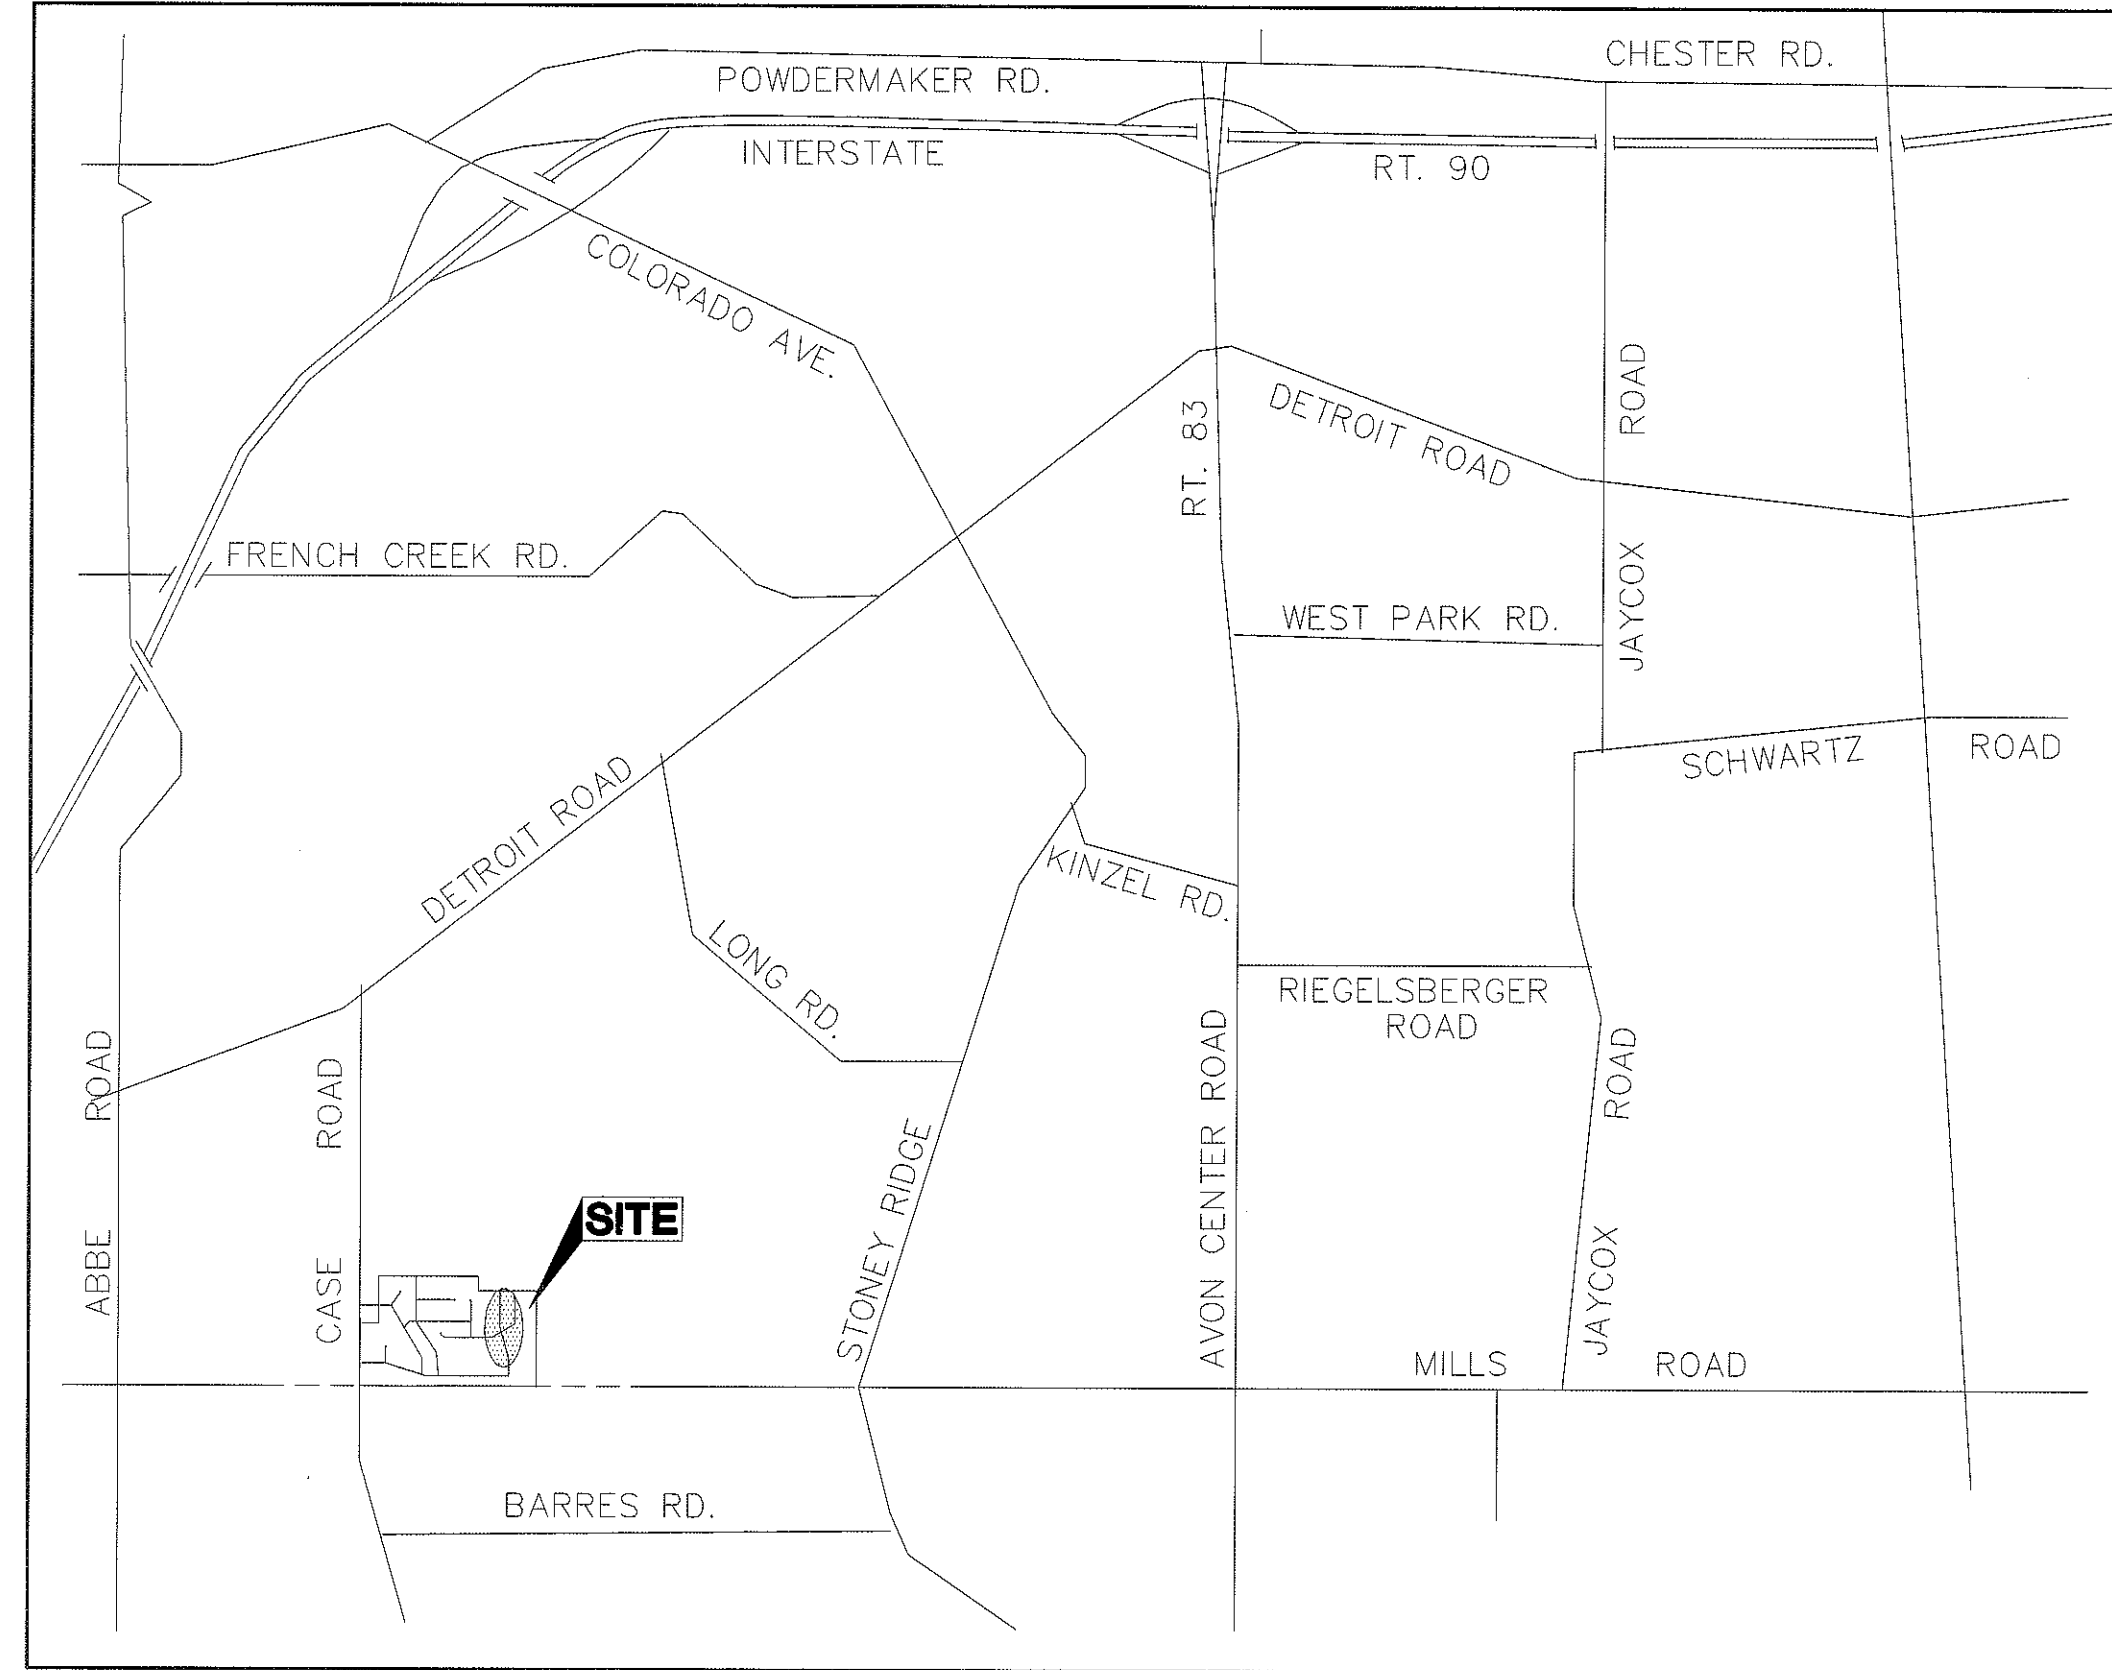 CHESTER RD.
POWDERMAKER RD.
INTERSTATE
RT. 90
COLORADO AVE.
RT. 83
DETROIT ROAD
ROAD
JAYCOX
FRENCH CREEK RD.
WEST PARK RD.
SCHWARTZ
ROAD
DETROIT ROAD
KINZEL RD.
LONG RD.
RIEGELSBERGER
ROAD
ABBE ROAD
CASE ROAD
SITE
STONEY RIDGE
AVON CENTER ROAD
JAYCOX ROAD
MILLS ROAD
BARRES RD.